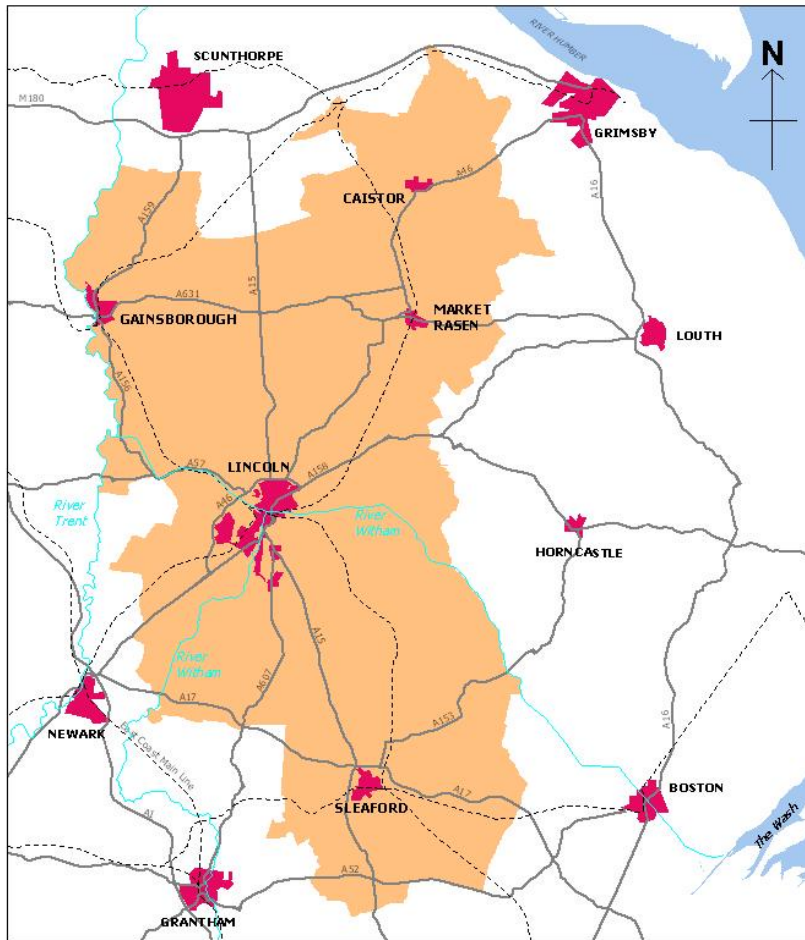 SCUNTHORPE
RIVER HUMBER
N
M180
GRIMSBY
A46
CAISTOR
A16
A159
A15
A631
MARKET
RASEN
GAINSBOROUGH
LOUTH
A156
A57
LINCOLN
A158
A46
River
Trent
River
Witham
HORNCASTLE
A15
River
Witham
A607
A17
A153
A16
NEWARK
East Coast Main Line
SLEAFORD
A17
BOSTON
A1
The Wash
A52
GRANTHAM